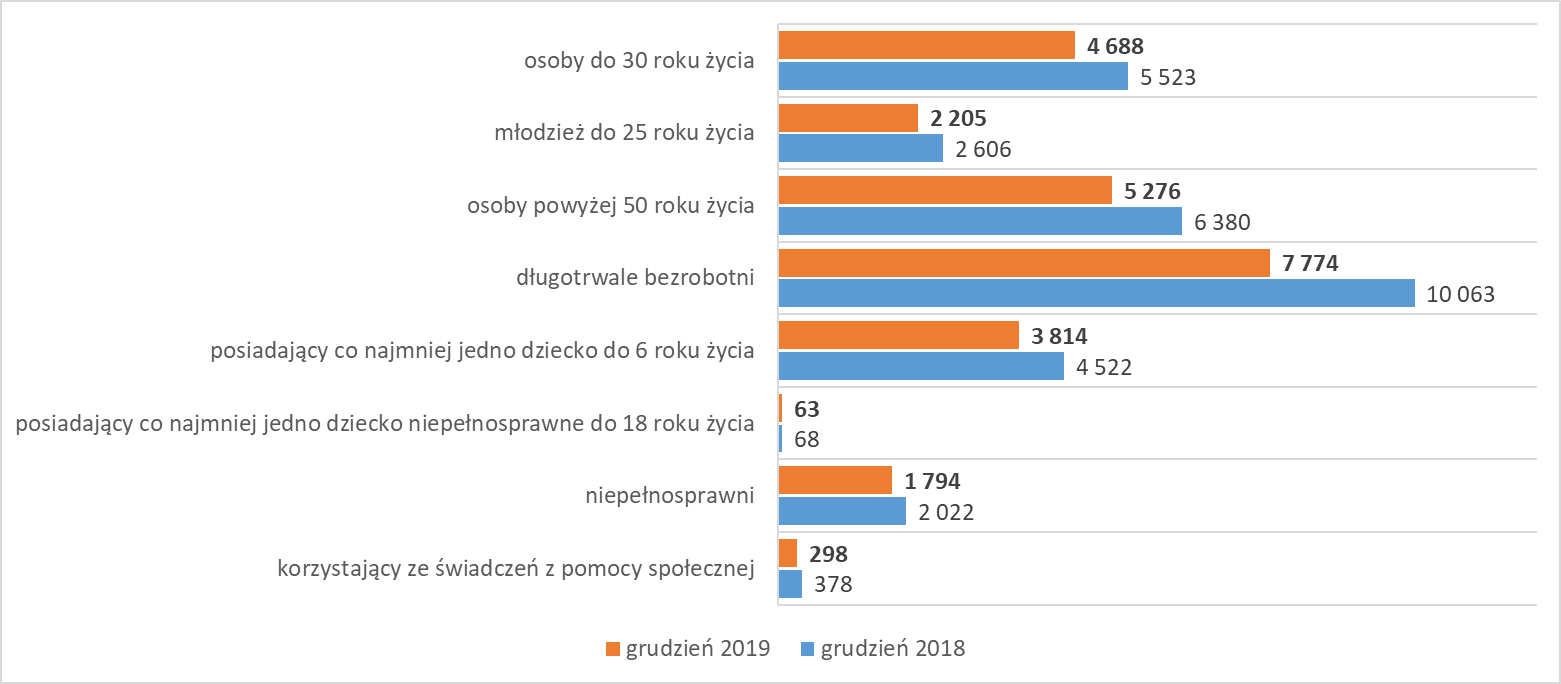 osoby do 30 roku życia
4 688
5 523
młodzież do 25 roku życia
2 205
2 606
osoby powyżej 50 roku życia
5 276
6 380
długotrwale bezrobotni
7 774
10 063
posiadający co najmniej jedno dziecko do 6 roku życia
3 814
4 522
posiadający co najmniej jedno dziecko niepełnosprawne do 18 roku życia
63
68
niepełnosprawni
1 794
2 022
korzystający ze świadczeń z pomocy społecznej
298
378
grudzień 2019 grudzień 2018